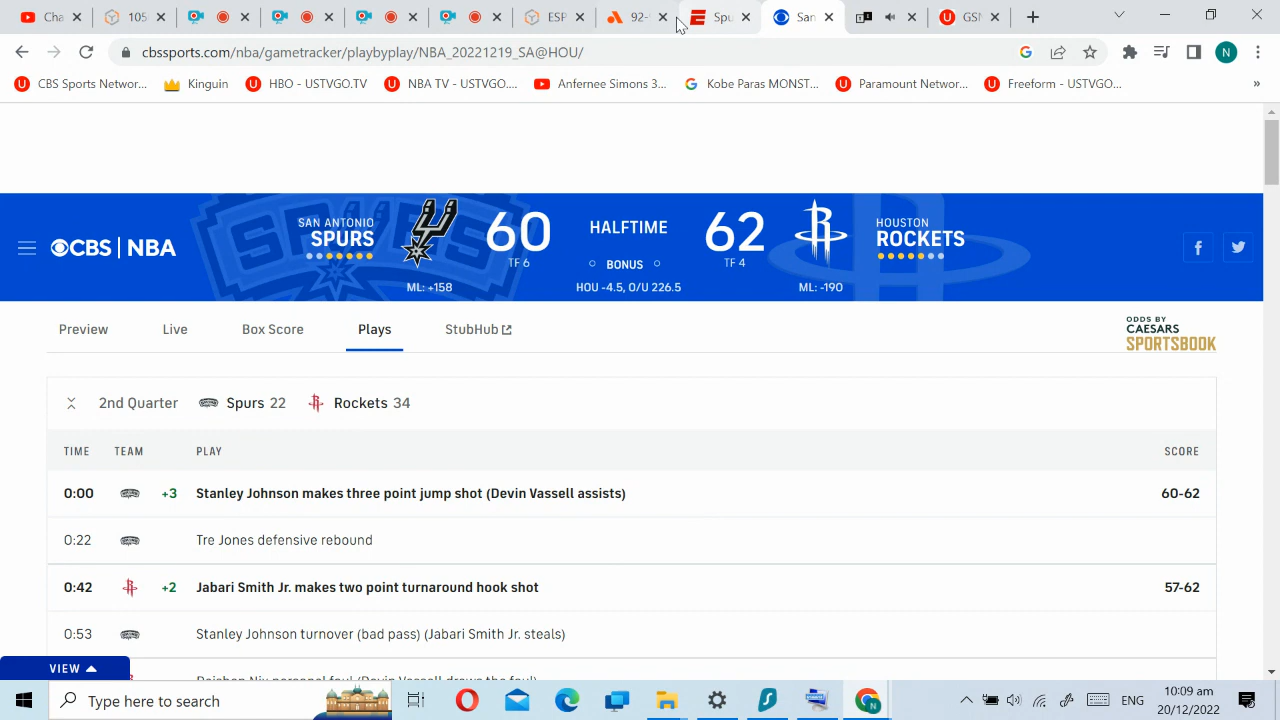 Cha
105
ESP
92-
Spu
San
GSN
cbssports.com/nba/gametracker/playbyplay/NBA_20221219_SA@HOU/
N
CBS Sports Networ...
Kinguin
HBO - USTVGO.TV
NBA TV - USTVGO....
Anfernee Simons 3...
Kobe Paras MONST...
Paramount Networ...
Freeform - USTVGO...
»
CBS | NBA
SAN ANTONIO
SPURS
60
TF 6
ML: +158
HALFTIME
BONUS
HOU -4.5, O/U 226.5
62
TF 4
ML: -190
HOUSTON
ROCKETS
Preview Live Box Score Plays StubHub
ODDS BY
CAESARS
SPORTSBOOK
2nd Quarter Spurs 22 Rockets 34
TIME TEAM PLAY SCORE
0:00 +3 Stanley Johnson makes three point jump shot (Devin Vassell assists) 60-62
0:22 Tre Jones defensive rebound
0:42 +2 Jabari Smith Jr. makes two point turnaround hook shot 57-62
0:53 Stanley Johnson turnover (bad pass) (Jabari Smith Jr. steals)
VIEW
Type here to search
ENG
10:09 am
20/12/2022